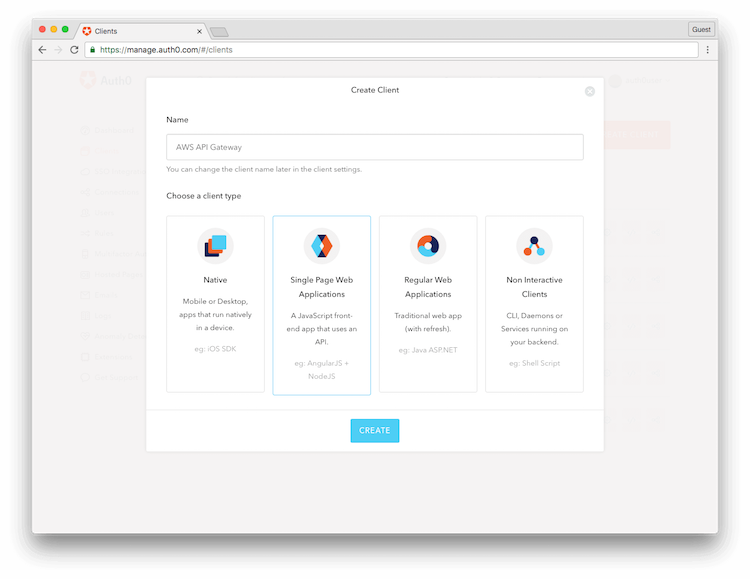 Clients
Guest
https://manage.auth0.com/#/clients
Auth0
Create Client
Name
AWS API Gateway
You can change the client name later in the client settings.
Choose a client type
Native
Mobile or Desktop,
apps that run natively
in a device.
eg: iOS SDK
Single Page Web
Applications
A JavaScript front-
end app that uses an
API.
eg: AngularJS +
NodeJS
Regular Web
Applications
Traditional web app
(with refresh).
eg: Java ASP.NET
Non Interactive
Clients
CLI, Daemons or
Services running on
your backend.
eg: Shell Script
CREATE